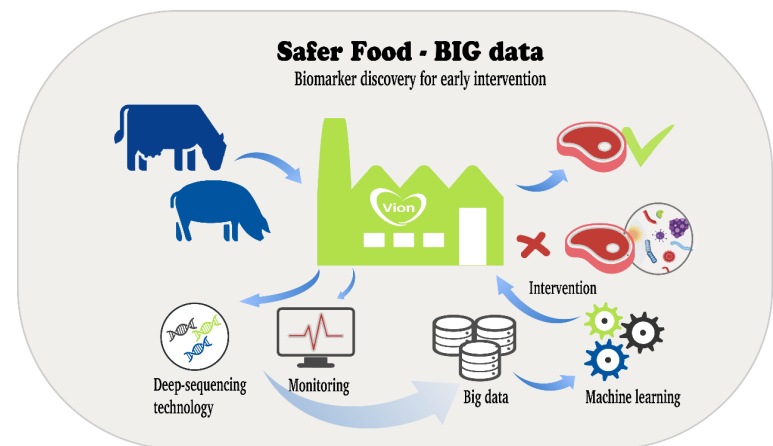 Safer Food - BIG data
Biomarker discovery for early intervention
Vion
Intervention
Deep-sequencing
technology
Monitoring
Big data
Machine learning